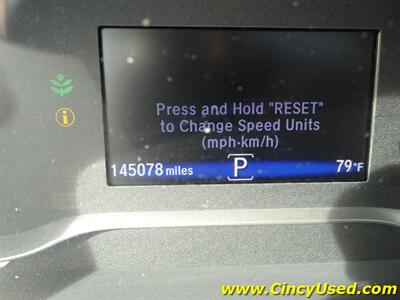 Press and Hold "RESET"
to Change Speed Units
(mph-km/h)
145078 miles P 79°F
www.CincyUsed.com